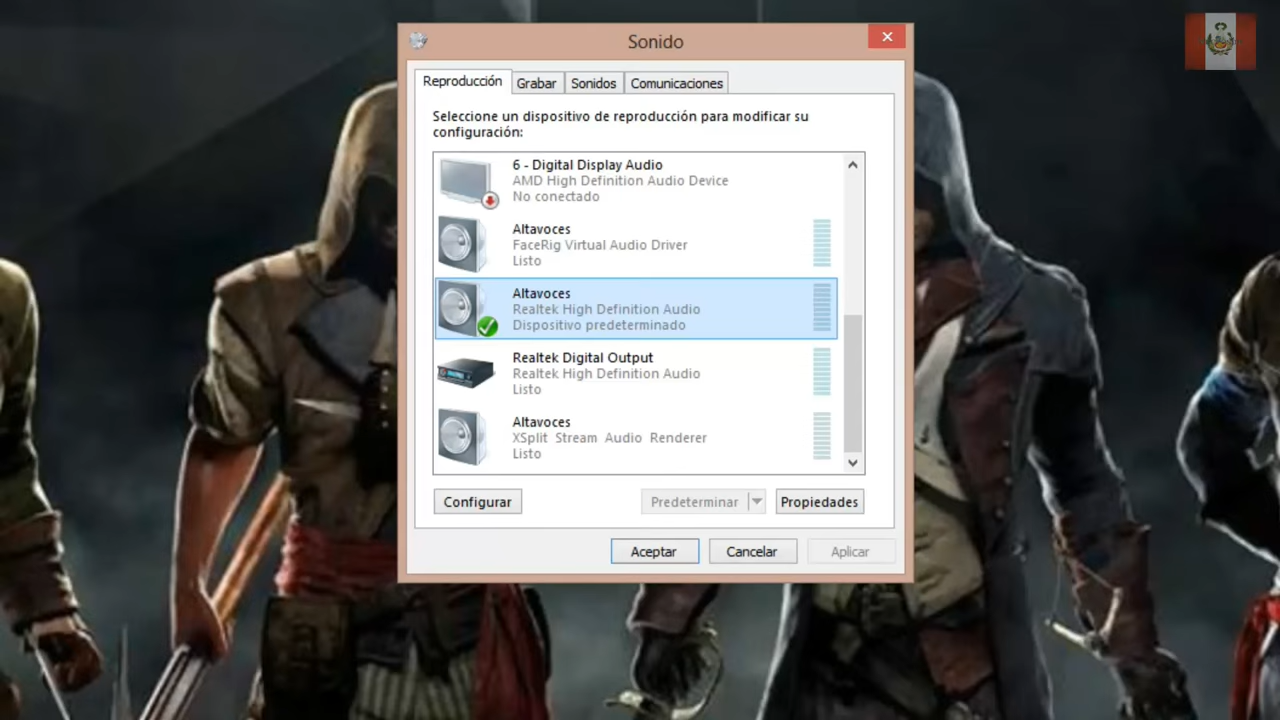 Sonido
Reproducción
Grabar
Sonidos
Comunicaciones
Seleccione un dispositivo de reproducción para modificar su
configuración:
6 - Digital Display Audio
AMD High Definition Audio Device
No conectado
Altavoces
FaceRig Virtual Audio Driver
Listo
Altavoces
Realtek High Definition Audio
Dispositivo predeterminado
Realtek Digital Output
Realtek High Definition Audio
Listo
Altavoces
XSplit Stream Audio Renderer
Listo
Configurar
Predeterminar
Propiedades
Aceptar
Cancelar
Aplicar